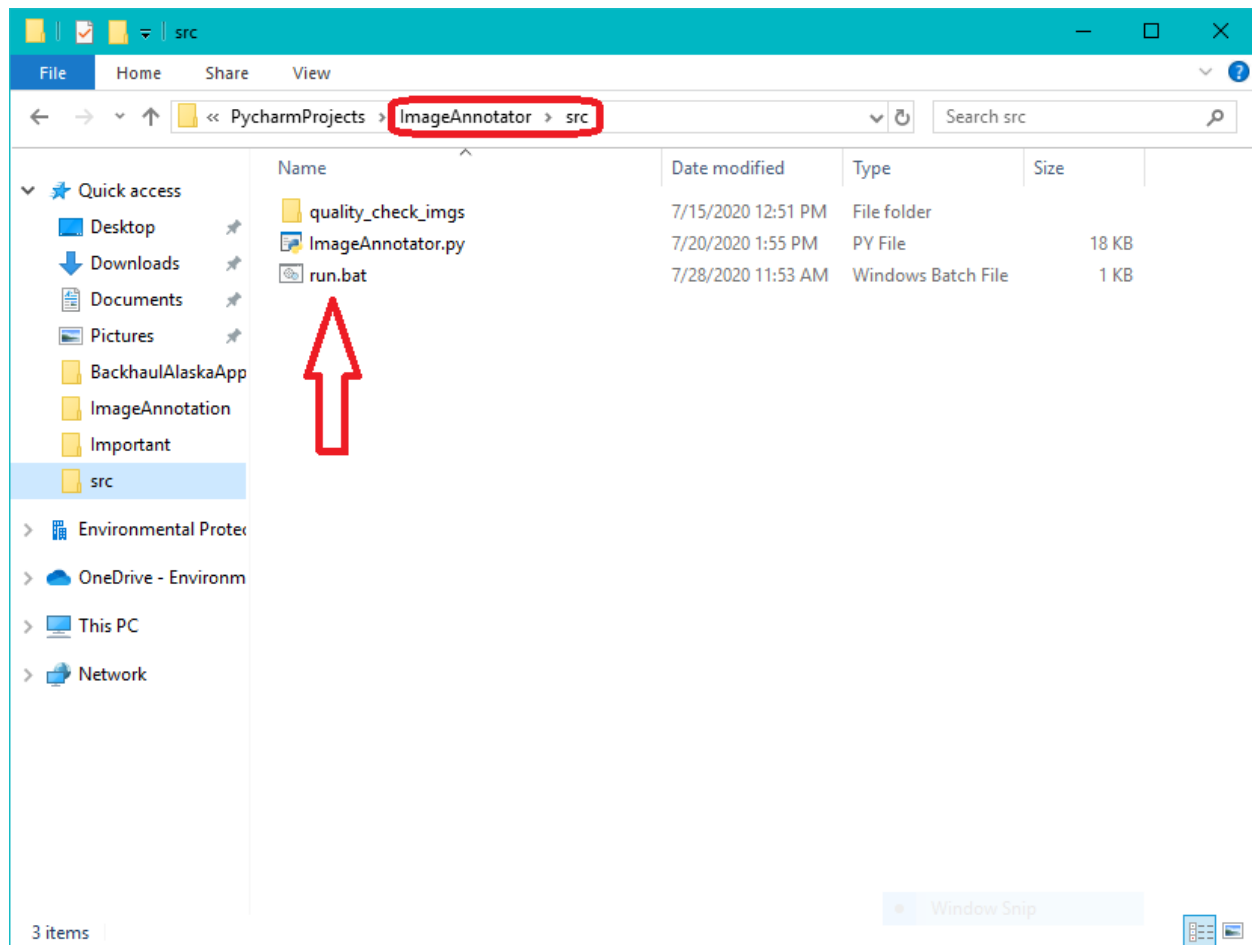 src
File Home Share View
« PycharmProjects › ImageAnnotator › src
Search src
Name Date modified Type Size
Quick access
Desktop
Downloads
Documents
Pictures
BackhaulAlaskaApp
ImageAnnotation
Important
src
Environmental Protec
OneDrive - Environm
This PC
Network
quality_check_imgs 7/15/2020 12:51 PM File folder
ImageAnnotator.py 7/20/2020 1:55 PM PY File 18 KB
run.bat 7/28/2020 11:53 AM Windows Batch File 1 KB
Window Snip
3 items